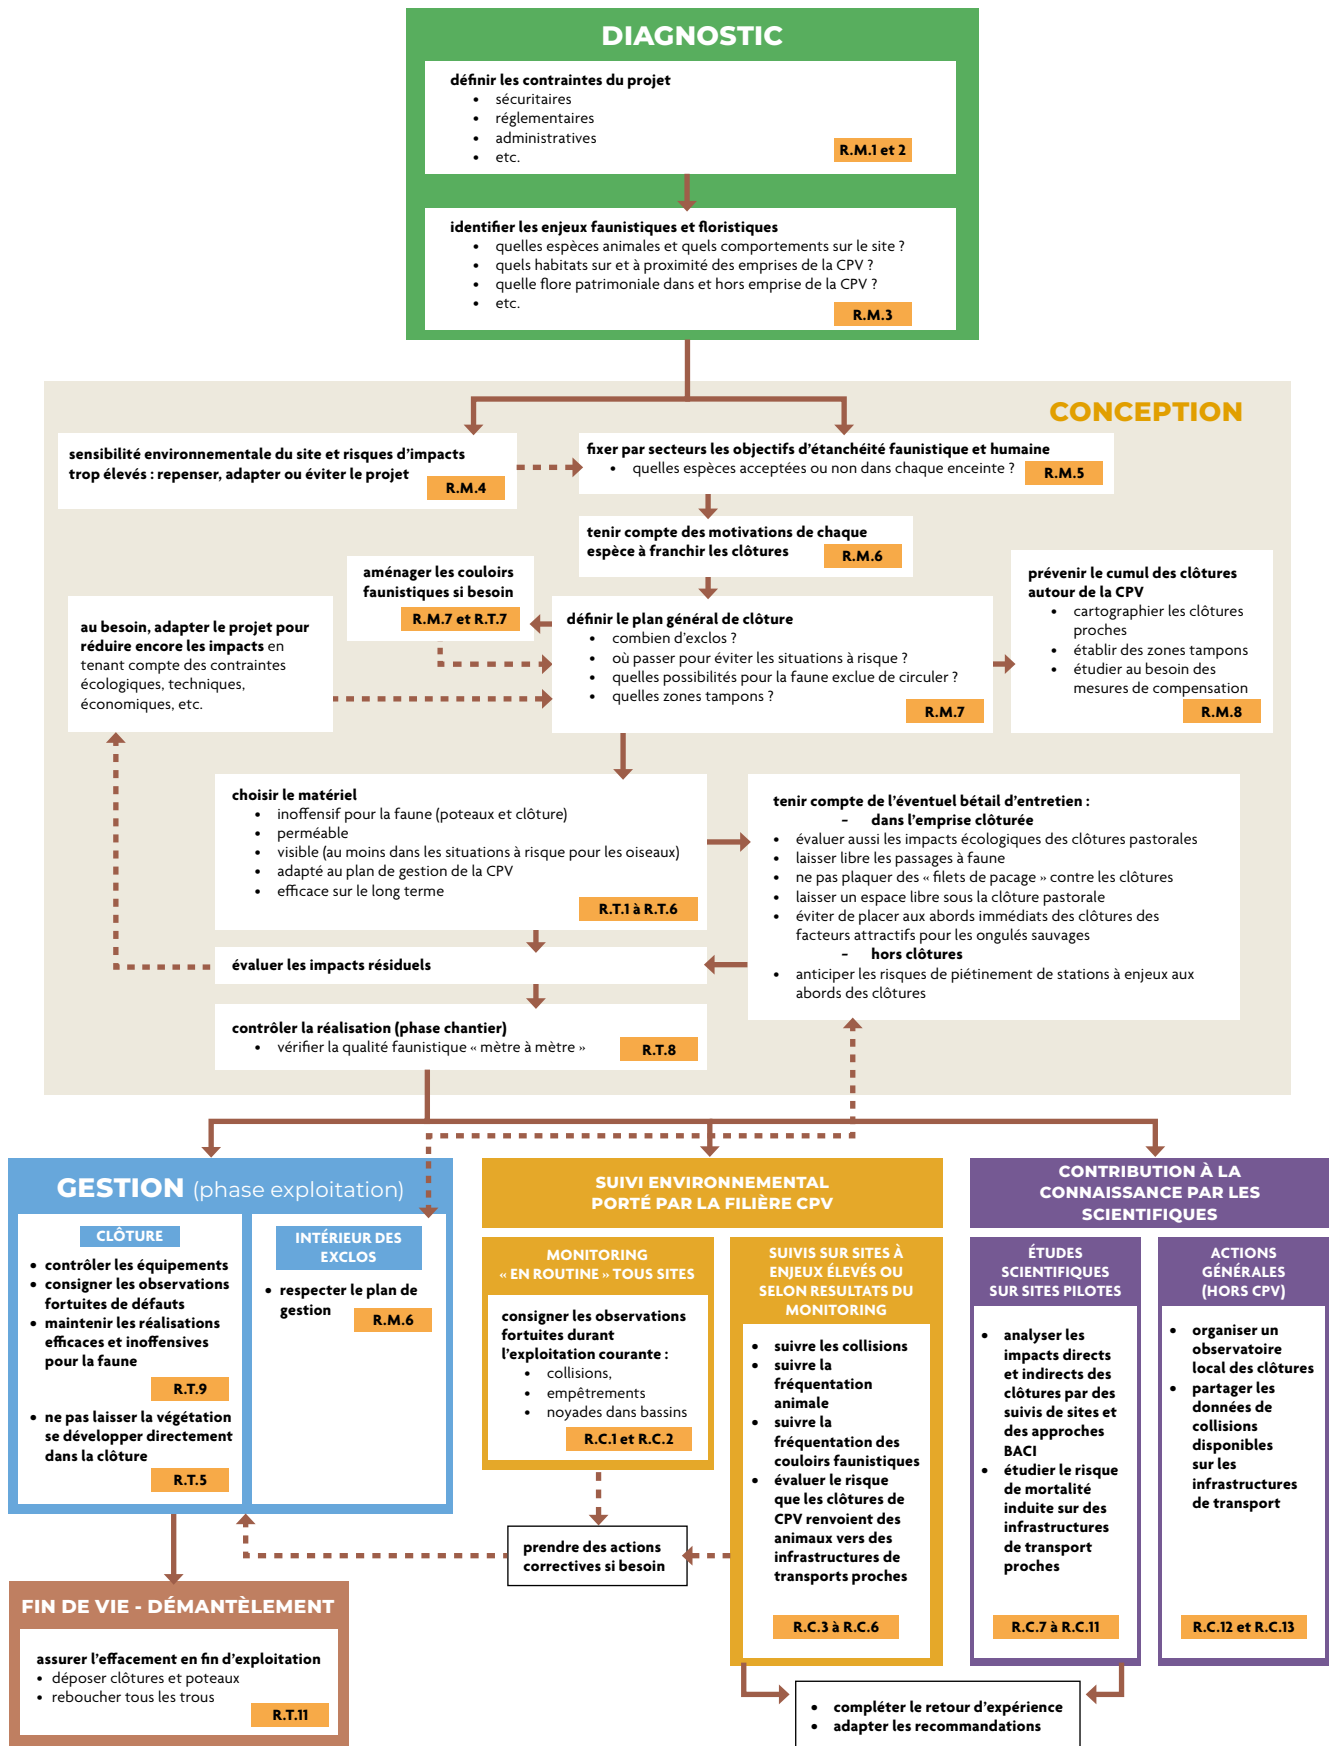 DIAGNOSTIC
définir les contraintes du projet
• sécuritaires
• réglementaires
• administratives
• etc.
R.M.1 et 2
identifier les enjeux faunistiques et floristiques
• quelles espèces animales et quels comportements sur le site ?
• quels habitats sur et à proximité des emprises de la CPV ?
• quelle flore patrimoniale dans et hors emprise de la CPV ?
• etc.
R.M.3
CONCEPTION
sensibilité environnementale du site et risques d'impacts
trop élevés : repenser, adapter ou éviter le projet
R.M.4
fixer par secteurs les objectifs d'étanchéité faunistique et humaine
• quelles espèces acceptées ou non dans chaque enceinte ?
R.M.5
tenir compte des motivations de chaque
espèce à franchir les clôtures
R.M.6
aménager les couloirs
faunistiques si besoin
R.M.7 et R.T.7
au besoin, adapter le projet pour
réduire encore les impacts en
tenant compte des contraintes
écologiques, techniques,
économiques, etc.
définir le plan général de clôture
• combien d'exclos ?
• où passer pour éviter les situations à risque ?
• quelles possibilités pour la faune exclue de circuler ?
• quelles zones tampons ?
R.M.7
prévenir le cumul des clôtures
autour de la CPV
• cartographier les clôtures
proches
• établir des zones tampons
• étudier au besoin des
mesures de compensation
R.M.8
choisir le matériel
• inoffensif pour la faune (poteaux et clôture)
• perméable
• visible (au moins dans les situations à risque pour les oiseaux)
• adapté au plan de gestion de la CPV
• efficace sur le long terme
R.T.1 à R.T.6
tenir compte de l'éventuel bétail d'entretien :
- dans l'emprise clôturée
• évaluer aussi les impacts écologiques des clôtures pastorales
• laisser libre les passages à faune
• ne pas plaquer des « filets de pacage » contre les clôtures
• laisser un espace libre sous la clôture pastorale
• éviter de placer aux abords immédiats des clôtures des
facteurs attractifs pour les ongulés sauvages
- hors clôtures
• anticiper les risques de piétinement de stations à enjeux aux
abords des clôtures
évaluer les impacts résiduels
contrôler la réalisation (phase chantier)
• vérifier la qualité faunistique « mètre à mètre »
R.T.8
GESTION (phase exploitation)
CLÔTURE
• contrôler les équipements
• consigner les observations
fortuites de défauts
• maintenir les réalisations
efficaces et inoffensives
pour la faune
R.T.9
• ne pas laisser la végétation
se développer directement
dans la clôture
R.T.5
INTÉRIEUR DES
EXCLOS
• respecter le plan de
gestion
R.M.6
SUIVI ENVIRONNEMENTAL
PORTÉ PAR LA FILIÈRE CPV
MONITORING
« EN ROUTINE » TOUS SITES
consigner les observations
fortuites durant
l'exploitation courante :
• collisions,
• empêtrements
• noyades dans bassins
R.C.1 et R.C.2
SUIVIS SUR SITES À
ENJEUX ÉLEVÉS OU
SELON RESULTATS DU
MONITORING
• suivre les collisions
• suivre la
fréquentation
animale
• suivre la
fréquentation des
couloirs faunistiques
• évaluer le risque
que les clôtures de
CPV renvoient des
animaux vers des
infrastructures de
transports proches
R.C.3 à R.C.6
prendre des actions
correctives si besoin
CONTRIBUTION À LA
CONNAISSANCE PAR LES
SCIENTIFIQUES
ÉTUDES
SCIENTIFIQUES
SUR SITES PILOTES
• analyser les
impacts directs
et indirects des
clôtures par des
suivis de sites et
des approches
BACI
• étudier le risque
de mortalité
induite sur des
infrastructures
de transport
proches
R.C.7 à R.C.11
ACTIONS
GÉNÉRALES
(HORS CPV)
• organiser un
observatoire
local des clôtures
• partager les
données de
collisions
disponibles
sur les
infrastructures
de transport
R.C.12 et R.C.13
FIN DE VIE - DÉMANTÈLEMENT
assurer l'effacement en fin d'exploitation
• déposer clôtures et poteaux
• reboucher tous les trous
R.T.11
• compléter le retour d'expérience
• adapter les recommandations